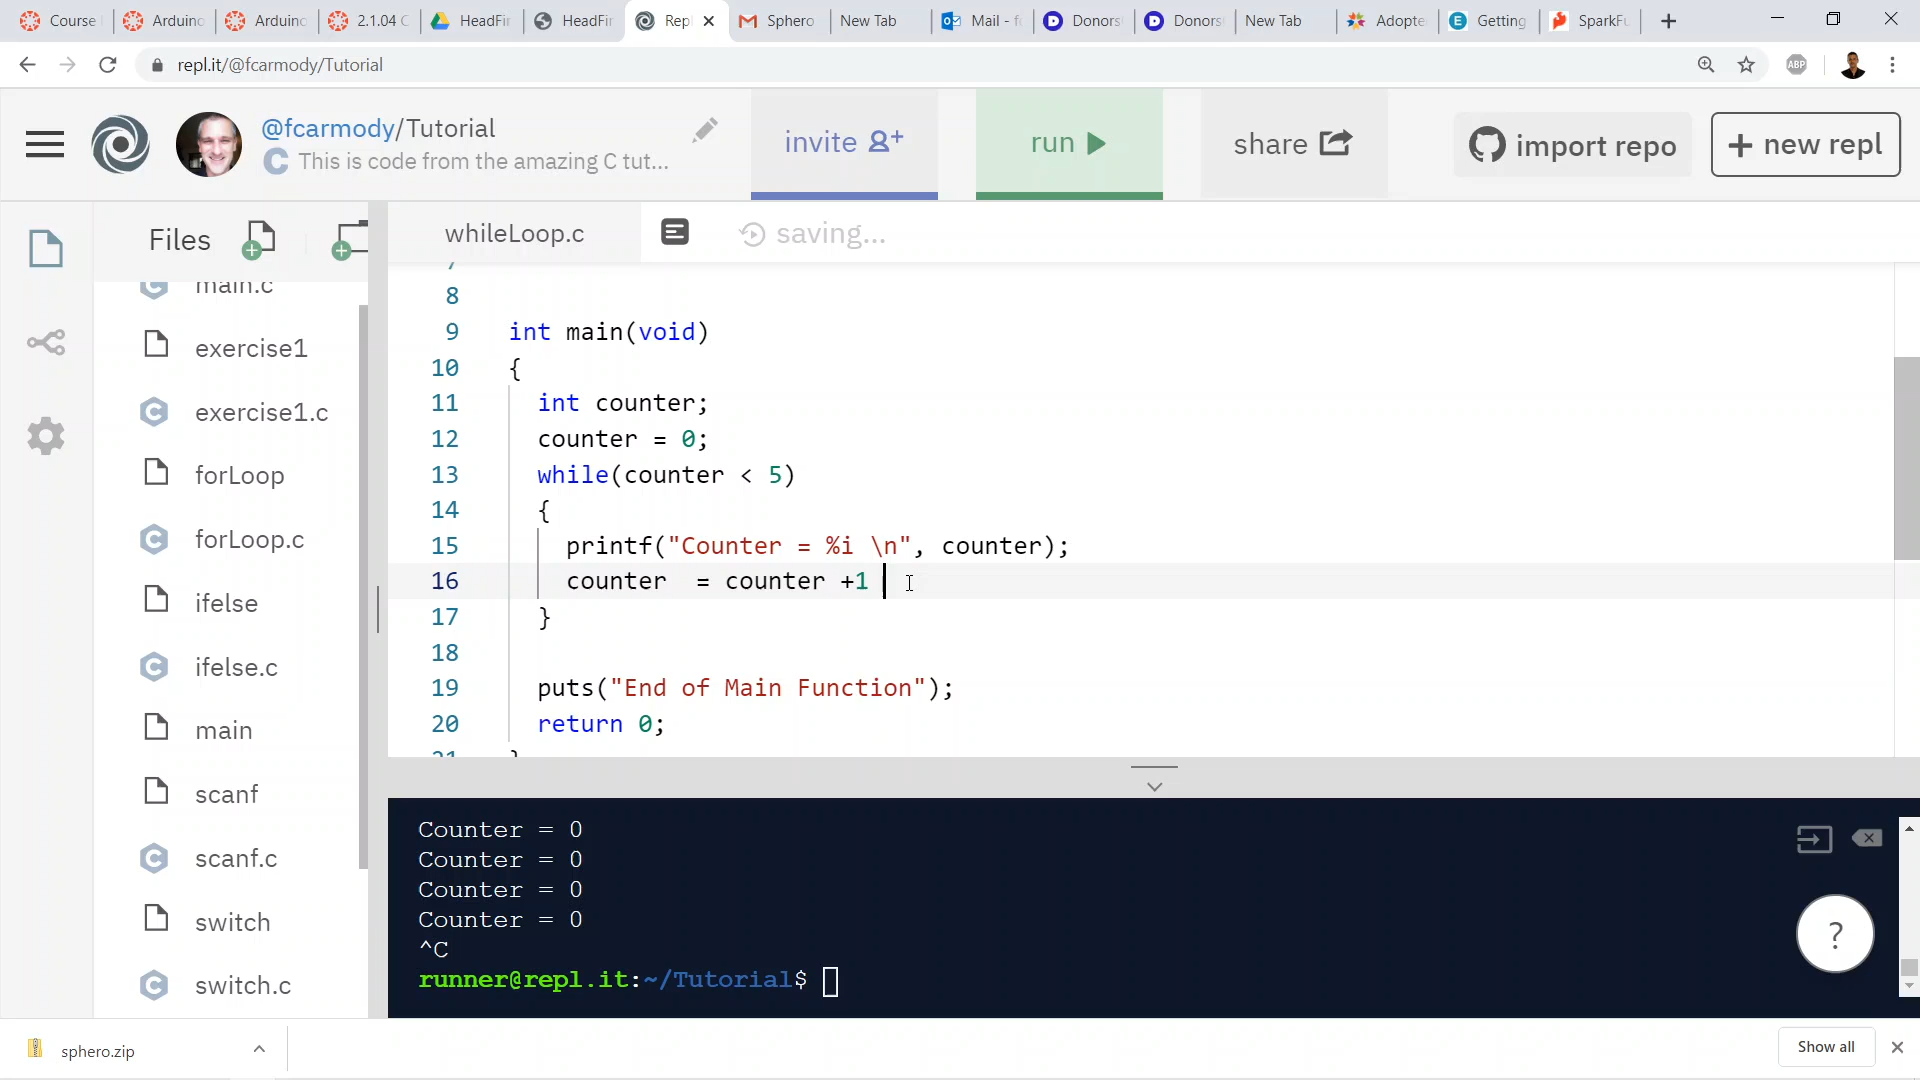 Course
Arduino
Arduino
2.1.04 C
HeadFir
HeadFir
Repl
Sphero
New Tab
Mail - f
Donors
Donors
New Tab
Adopte
Getting
SparkFu
repl.it/@fcarmody/Tutorial
ABP
@fcarmody/Tutorial
This is code from the amazing C tut...
invite
run
share
import repo
+ new repl
Files
main.c
exercise1
exercise1.c
forLoop
forLoop.c
ifelse
ifelse.c
main
scanf
scanf.c
switch
switch.c
whileLoop.c
saving...
7
8
9 int main(void)
10 {
11 int counter;
12 counter = 0;
13 while(counter < 5)
14 {
15 printf("Counter = %i \n", counter);
16 counter  = counter +1
17 }
18
19 puts("End of Main Function");
20 return 0;
21 }
Counter = 0
Counter = 0
Counter = 0
Counter = 0
^C
runner@repl.it:~/Tutorial$
?
sphero.zip
Show all